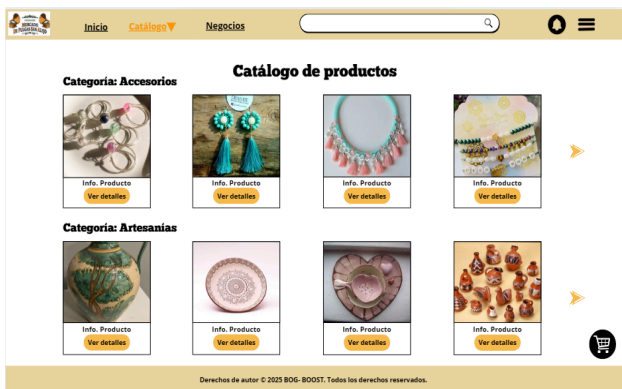 Inicio
Catálogo
Negocios
Catálogo de productos
Categoria: Accesorios
Info. Producto
Ver detalles
Info. Producto
Ver detalles
Info. Producto
Ver detalles
Info. Producto
Ver detalles
Categoria: Artesanías
Info. Producto
Ver detalles
Info. Producto
Ver detalles
Info. Producto
Ver detalles
Info. Producto
Ver detalles
Derechos de autor © 2025 BOG- BOOST. Todos los derechos reservados.